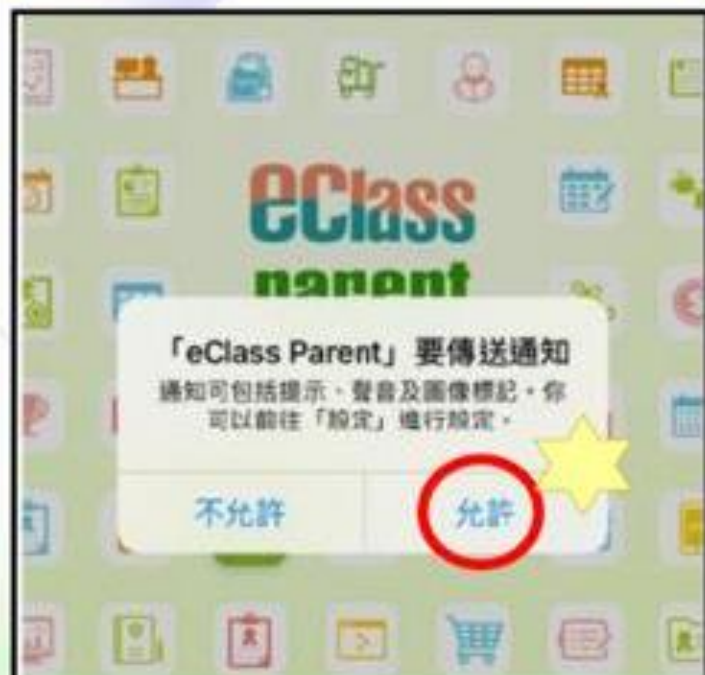 eClass
parent
「eClass Parent」要傳送通知
通知可包括提示、聲音及圖像標記。你
可以前往「設定」進行設定。
不允許
允許